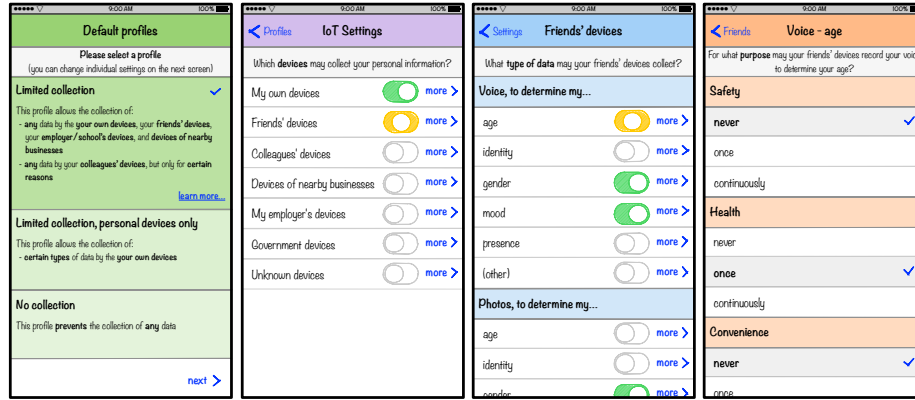 9:00 AM 100%
Default profiles
Please select a profile
(you can change individual settings on the next screen)
Limited collection
This profile allows the collection of:
- any data by the your own devices, your friends' devices,
your employer/school's devices, and devices of nearby
businesses
- any data by your colleagues' devices, but only for certain
reasons
learn more...
Limited collection, personal devices only
This profile allows the collection of:
- certain types of data by the your own devices
No collection
This profile prevents the collection of any data
next
9:00 AM 100%
Profiles IoT Settings
Which devices may collect your personal information?
My own devices more
Friends' devices more
Colleagues' devices more
Devices of nearby businesses more
My employer's devices more
Government devices more
Unknown devices more
9:00 AM 100%
Settings Friends' devices
What type of data may your friends' devices collect?
Voice, to determine my...
age more
identity more
gender more
mood more
presence more
(other) more
Photos, to determine my...
age more
identity more
gender more
9:00 AM 100%
Friends Voice - age
For what purpose may your friends' devices record your voic
to determine your age?
Safety
never
once
continuously
Health
never
once
continuously
Convenience
never
once